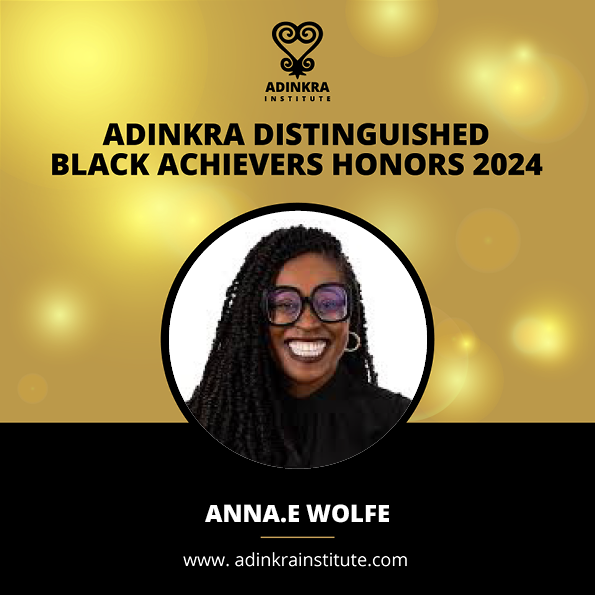 ADINKRA
INSTITUTE
ADINKRA DISTINGUISHED
BLACK ACHIEVERS HONORS 2024
ANNA.E WOLFE
www. adinkrainstitute.com